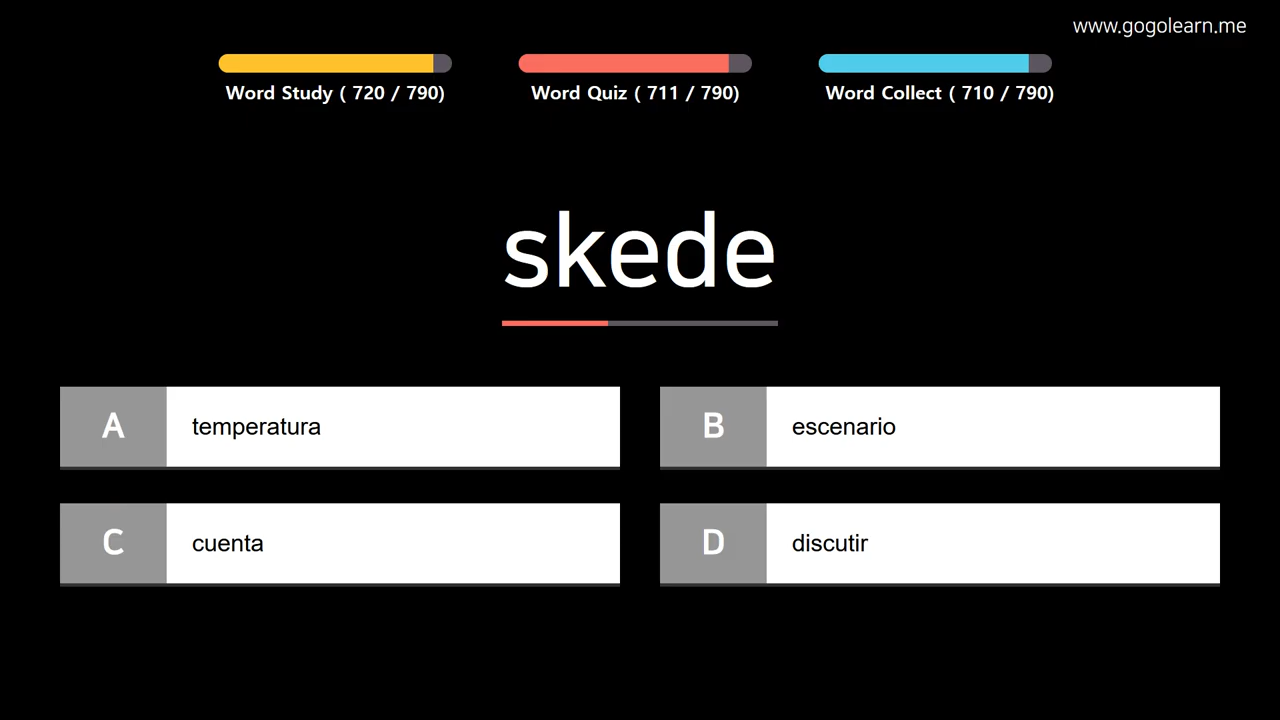 www.gogolearn.me
Word Study ( 720 / 790)
Word Quiz ( 711 / 790)
Word Collect ( 710 / 790)
skede
A temperatura
B escenario
C cuenta
D discutir